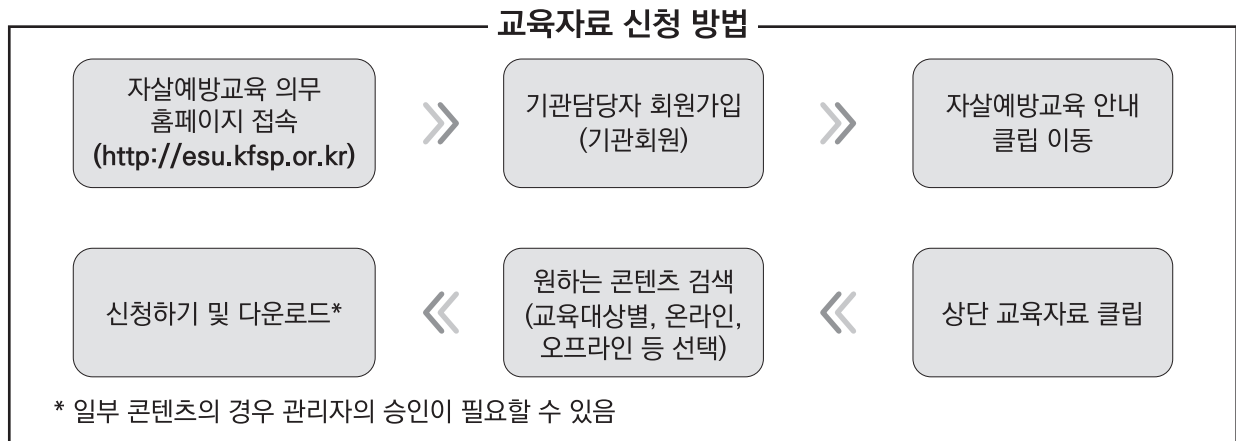 교육자료 신청 방법
자살예방교육 의무
홈페이지 접속
(http://esu.kfsp.or.kr)
기관담당자 회원가입
(기관회원)
자살예방교육 안내
클립 이동
상단 교육자료 클립
원하는 콘텐츠 검색
(교육대상별, 온라인,
오프라인 등 선택)
신청하기 및 다운로드*
* 일부 콘텐츠의 경우 관리자의 승인이 필요할 수 있음